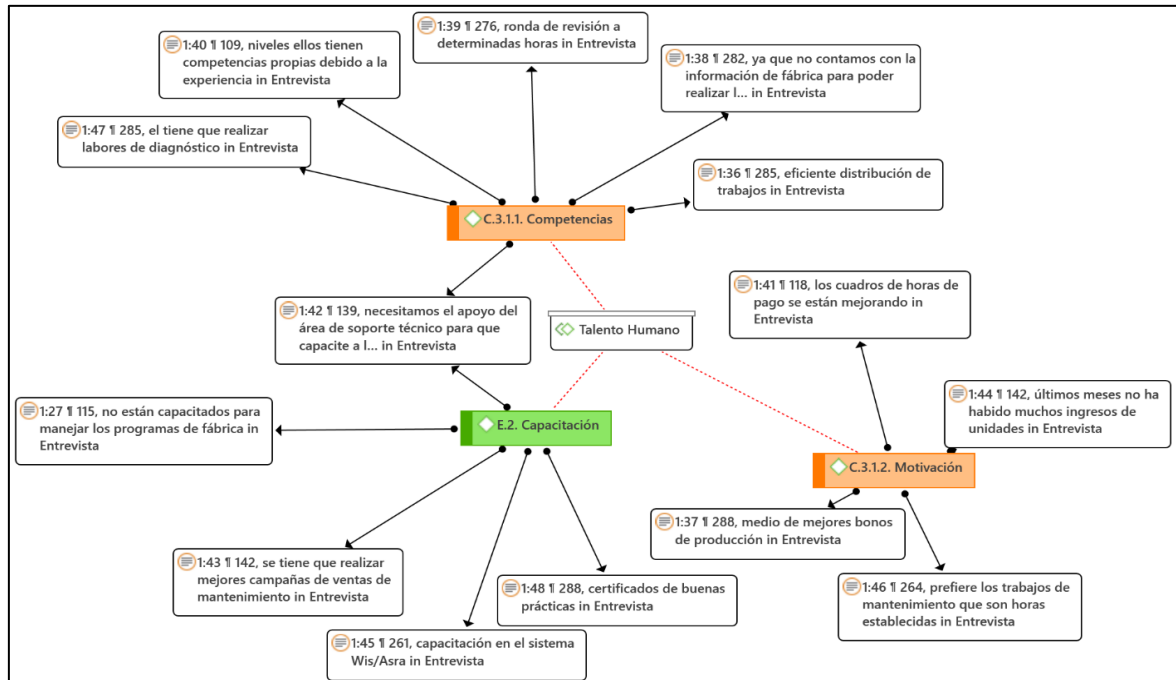 1:39 ¶ 276, ronda de revisión a
determinadas horas in Entrevista
1:40 ¶ 109, niveles ellos tienen
competencias propias debido a la
experiencia in Entrevista
1:38 ¶ 282, ya que no contamos con la
información de fábrica para poder
realizar l... in Entrevista
1:47 ¶ 285, el tiene que realizar
labores de diagnóstico in Entrevista
1:36 ¶ 285, eficiente distribución de
trabajos in Entrevista
C.3.1.1. Competencias
1:41 ¶ 118, los cuadros de horas de
pago se están mejorando in
Entrevista
1:42 ¶ 139, necesitamos el apoyo del
área de soporte técnico para que
capacite a l... in Entrevista
Talento Humano
1:44 ¶ 142, últimos meses no ha
habido muchos ingresos de
unidades in Entrevista
1:27 ¶ 115, no están capacitados para
manejar los programas de fábrica in
Entrevista
E.2. Capacitación
C.3.1.2. Motivación
1:37 ¶ 288, medio de mejores bonos
de producción in Entrevista
1:43 ¶ 142, se tiene que realizar
mejores campañas de ventas de
mantenimiento in Entrevista
1:48 ¶ 288, certificados de buenas
prácticas in Entrevista
1:46 ¶ 264, prefiere los trabajos de
mantenimiento que son horas
establecidas in Entrevista
1:45 ¶ 261, capacitación en el sistema
Wis/Asra in Entrevista